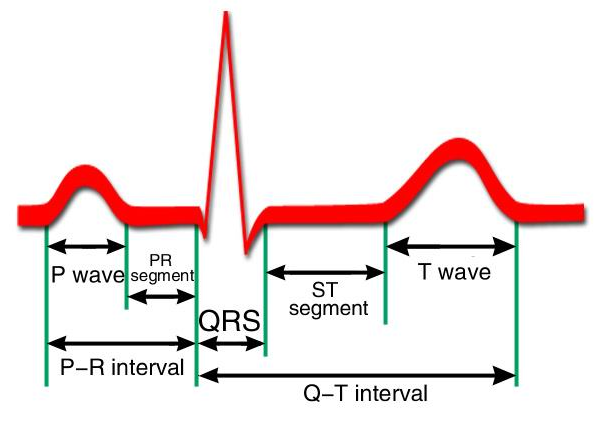 P wave
PR
segment
QRS
ST
segment
T wave
P–R interval
Q–T interval